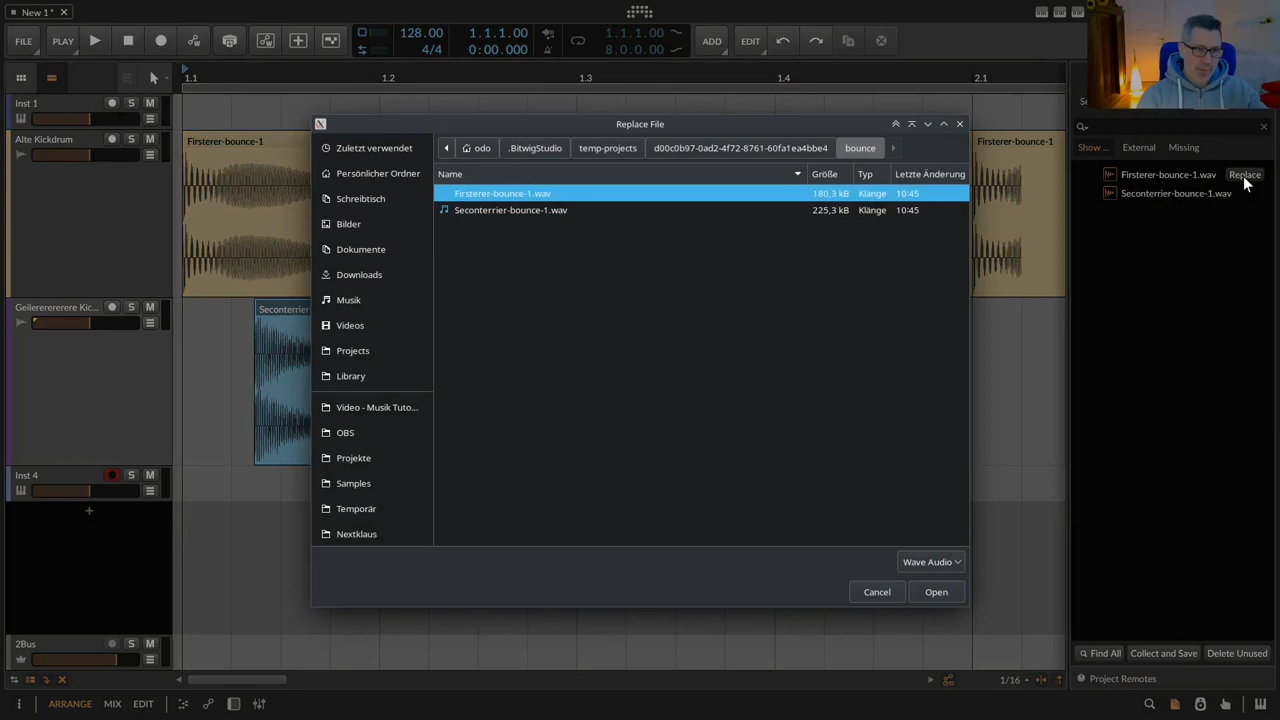 New 1 *
FILE
PLAY
128.00
4/4
1.1.1.00
0:00.000
1.1.1.00
8.0.0.00
ADD
EDIT
1.1
1.2
1.3
1.4
2.1
Inst 1
S
M
Alte Kickdrum
S
M
Firsterer-bounce-1
Firsterer-bounce-1
Geilerererere Kic...
S
M
Seconterrier
Inst 4
S
M
+
2Bus
S
M
Replace File
Zuletzt verwendet
Persönlicher Ordner
Schreibtisch
Bilder
Dokumente
Downloads
Musik
Videos
Projects
Library
Video - Musik Tuto...
OBS
Projekte
Samples
Temporär
Nextklaus
odo
.BitwigStudio
temp-projects
d00c0b97-0ad2-4f72-8761-60fa1ea4bbe4
bounce
Name
Größe
Typ
Letzte Änderung
Firsterer-bounce-1.wav
180,3 kB
Klänge
10:45
Seconterrier-bounce-1.wav
225,3 kB
Klänge
10:45
Wave Audio
Cancel
Open
Show ...
External
Missing
Firsterer-bounce-1.wav
Replace
Seconterrier-bounce-1.wav
Find All
Collect and Save
Delete Unused
Project Remotes
1/16
ARRANGE
MIX
EDIT